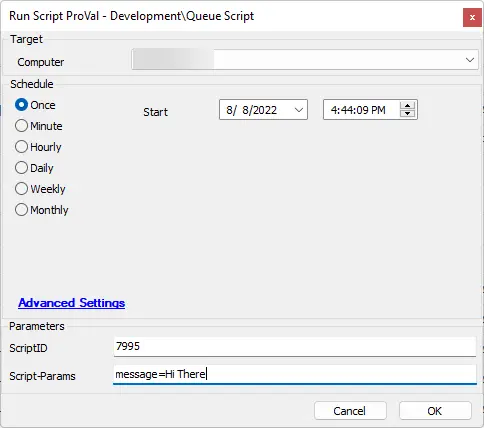 Run Script ProVal - Development\Queue Script
x
Target
Computer
Schedule
Once
Start
8/ 8/2022
4:44:09 PM
Minute
Hourly
Daily
Weekly
Monthly
Advanced Settings
Parameters
ScriptID
7995
Script-Params
message=Hi There
Cancel
OK